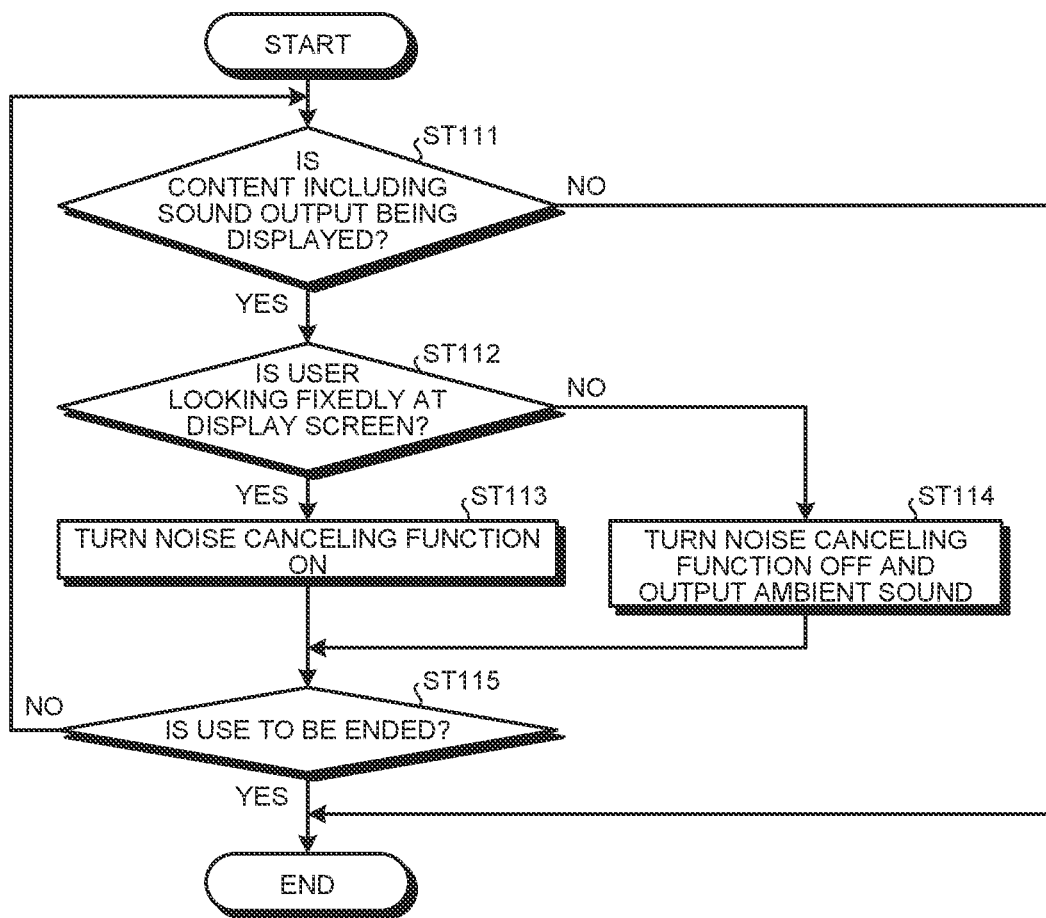 START
ST111
IS
CONTENT INCLUDING
SOUND OUTPUT BEING
DISPLAYED?
NO
YES
ST112
IS USER
LOOKING FIXEDLY AT
DISPLAY SCREEN?
NO
YES
ST113
TURN NOISE CANCELING FUNCTION
ON
ST114
TURN NOISE CANCELING
FUNCTION OFF AND
OUTPUT AMBIENT SOUND
ST115
NO
IS USE TO BE ENDED?
YES
END